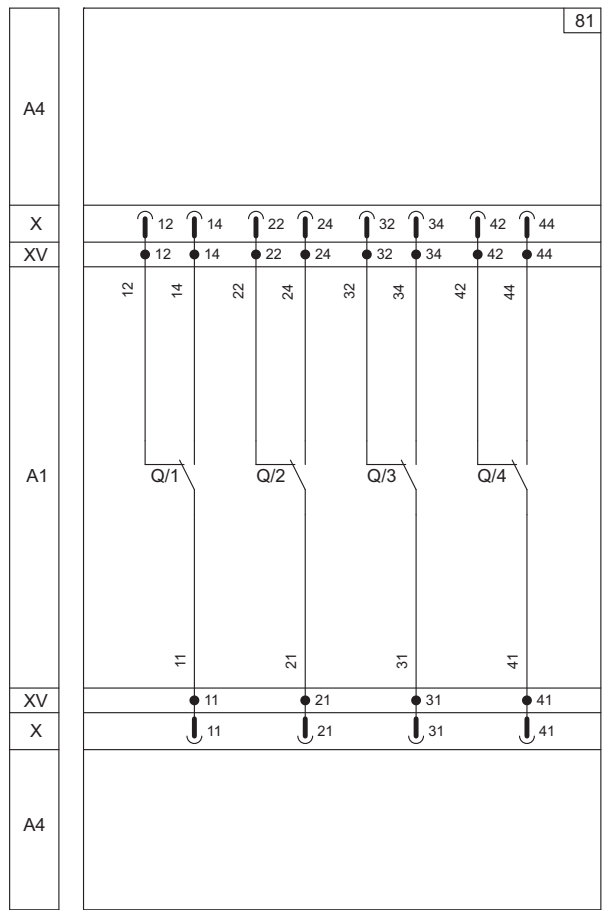 81
A4
X 12 14 22 24 32 34 42 44
XV 12 14 22 24 32 34 42 44
12 14 22 24 32 34 42 44
A1 Q/1 Q/2 Q/3 Q/4
11 21 31 41
XV 11 21 31 41
X 11 21 31 41
A4